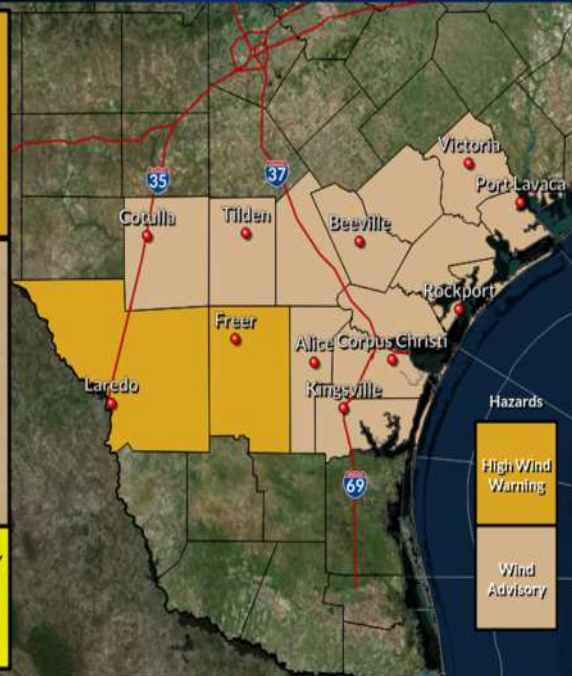 Victoria
35
37
Port Lavaca
Cotulla
Tilden
Beeville
Rockport
Freer
Alice
Corpus Christi
Laredo
Kingsville
Hazards
High Wind
Warning
69
Wind
Advisory